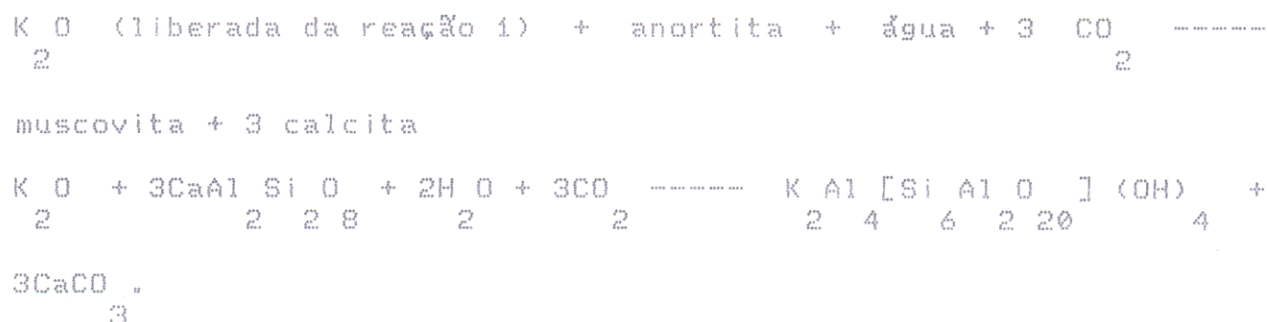 K₂O (liberada da reação 1) + anortita + água + 3 CO₂ -----
muscovita + 3 calcita
K₂O + 3CaAl₂Si₂O₈ + 2H₂O + 3CO₂ ----- K₂Al₄[Si₆Al₂O₂₀](OH)₄ +
3CaCO₃.